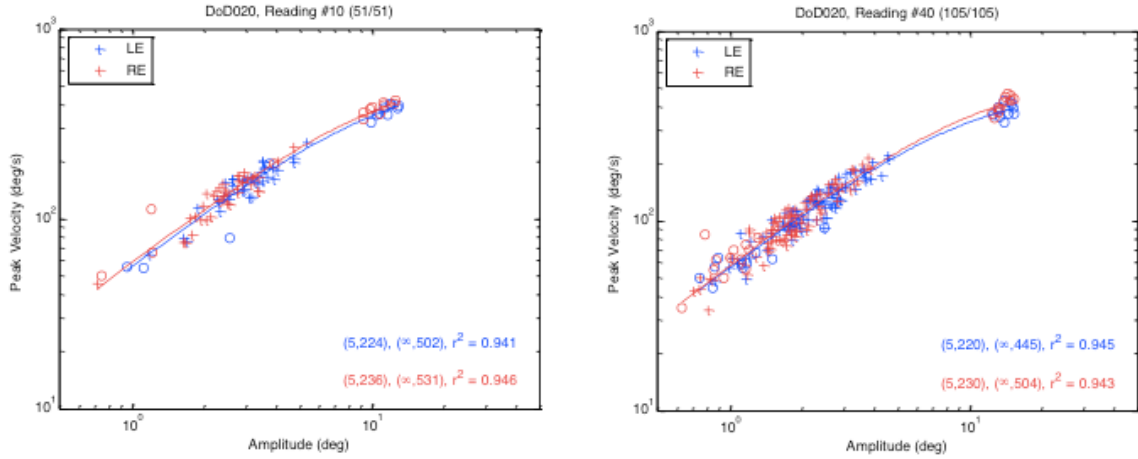 DoD020, Reading #10 (51/51)
10³
LE
RE
10²
10¹
Peak Velocity (deg/s)
(5,224), (∞,502), r² = 0.941
(5,236), (∞,531), r² = 0.946
10⁰
10¹
Amplitude (deg)
DoD020, Reading #40 (105/105)
10³
LE
RE
10²
10¹
Peak Velocity (deg/s)
(5,220), (∞,445), r² = 0.945
(5,230), (∞,504), r² = 0.943
10⁰
10¹
Amplitude (deg)